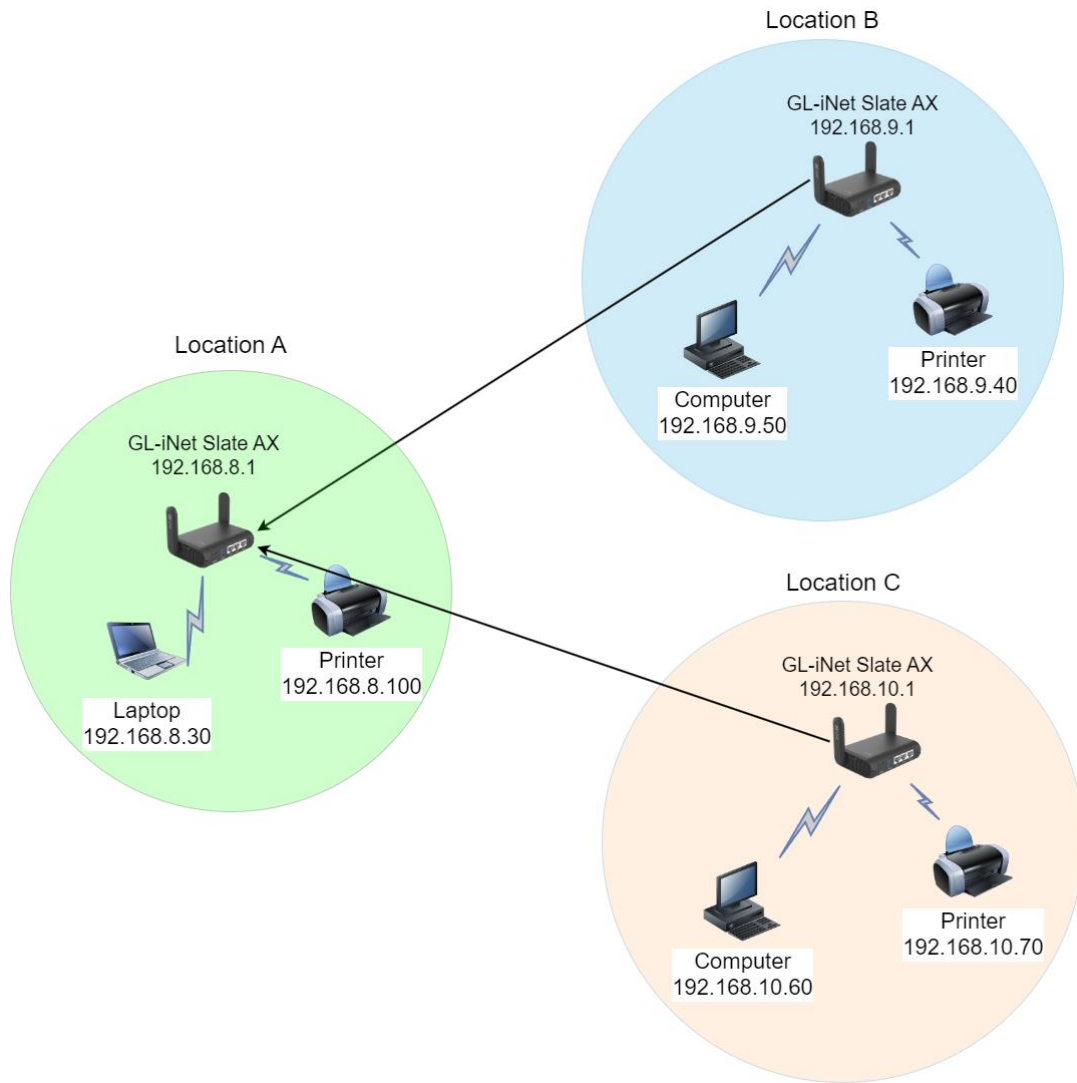 Location B
GL-iNet Slate AX
192.168.9.1
Printer
192.168.9.40
Computer
192.168.9.50
Location A
GL-iNet Slate AX
192.168.8.1
Printer
192.168.8.100
Laptop
192.168.8.30
Location C
GL-iNet Slate AX
192.168.10.1
Printer
192.168.10.70
Computer
192.168.10.60